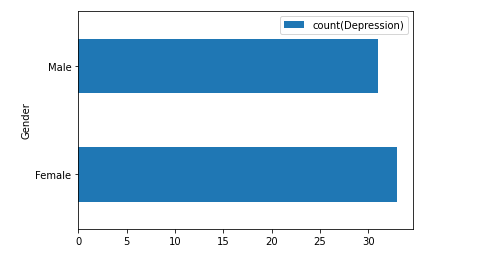 count(Depression)
Male
Gender
Female
0 5 10 15 20 25 30